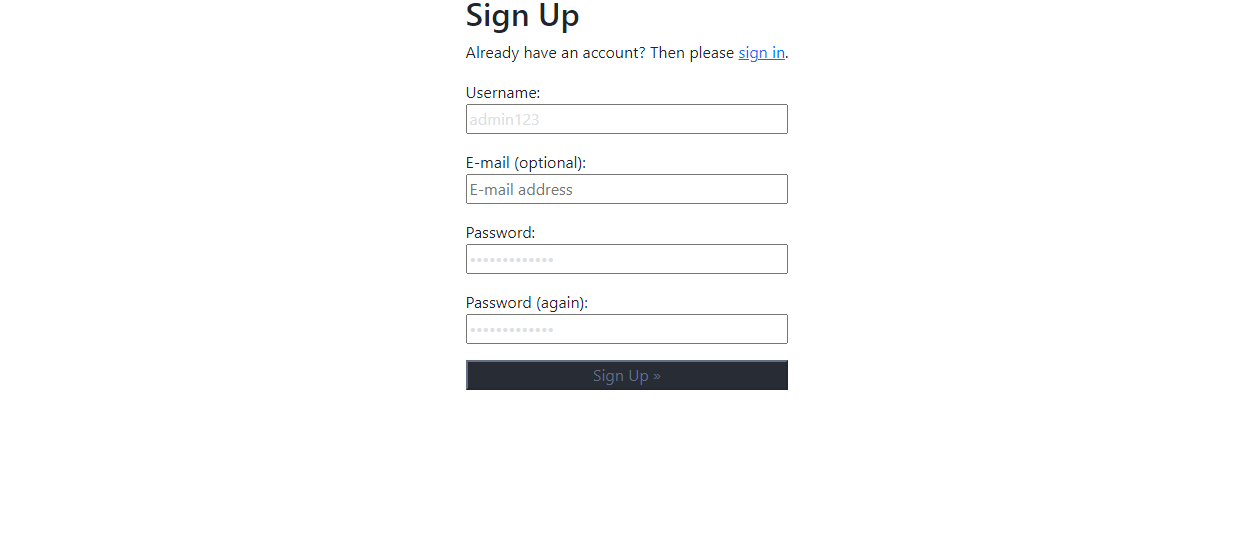 Sign Up
Already have an account? Then please sign in.
Username:
admin123
E-mail (optional):
E-mail address
Password:
•••••••••••••
Password (again):
•••••••••••••
Sign Up »